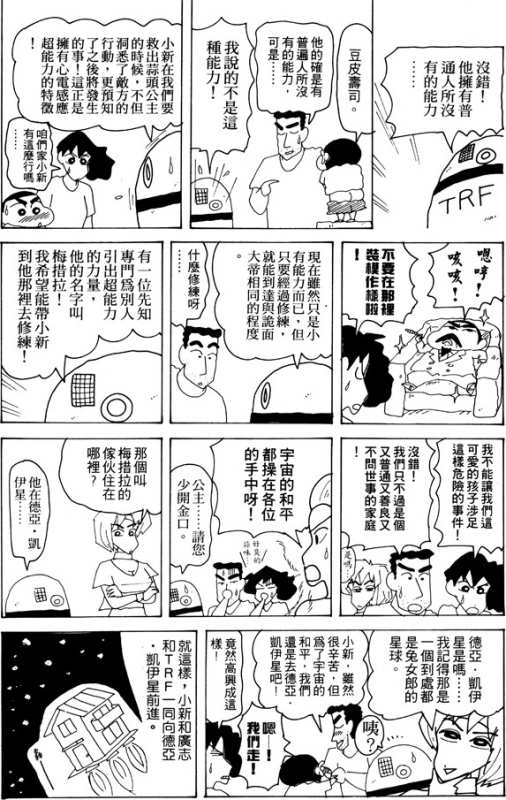 沒錯！
他擁有普
通人所沒
有的能力
……
TRF
豆皮壽司。
他的確是有
普遍人所沒
有的能力，
可是……
我說的不是這
種能力！
小新在我們要
救出蒜頭公主
的時候，不但
洞悉了敵方的
行動，更預知
了之後將發生
的事！這正是
擁有心電感應
超能力的特徵
！
咱們家小新
有這麼行嗎
嗯哼！
咳咳！
不要在那裡
裝模作樣啦
！
現在雖然只是小
有能力而已，但
只要經過修練，
就能到達與詭面
大帝相同的程度
……
什麼修練呀
……
有一位先知
專門為別人
引出超能力
的力量，
他的名字叫
梅措拉！
我希望能帶小新
到他那裡去修練！
我不能讓我們這
可愛的孩子涉足
這樣危險的事件！
沒錯！
我們只不過是個
又普通又善良又
不問世事的家庭
是嗎
宇宙的和平
都操在各位
的手中呀！
好臭的
蒜味
公主……請您
少開金口。
那個叫
梅措拉的
傢伙住在
哪裡？
他在德亞．凱
伊星……
德亞．凱伊
星是嗎……
我記得那是
一個到處都
是兔女郎的
星球。
咦？
小新，雖然
很辛苦，但
為了宇宙的
和平，我們
還是去德亞．
凱伊星吧！
嗯—！
我們走！
竟然高興成這
樣！
就這樣，小新和廣志
和TRF一同向德亞
．凱伊星前進。